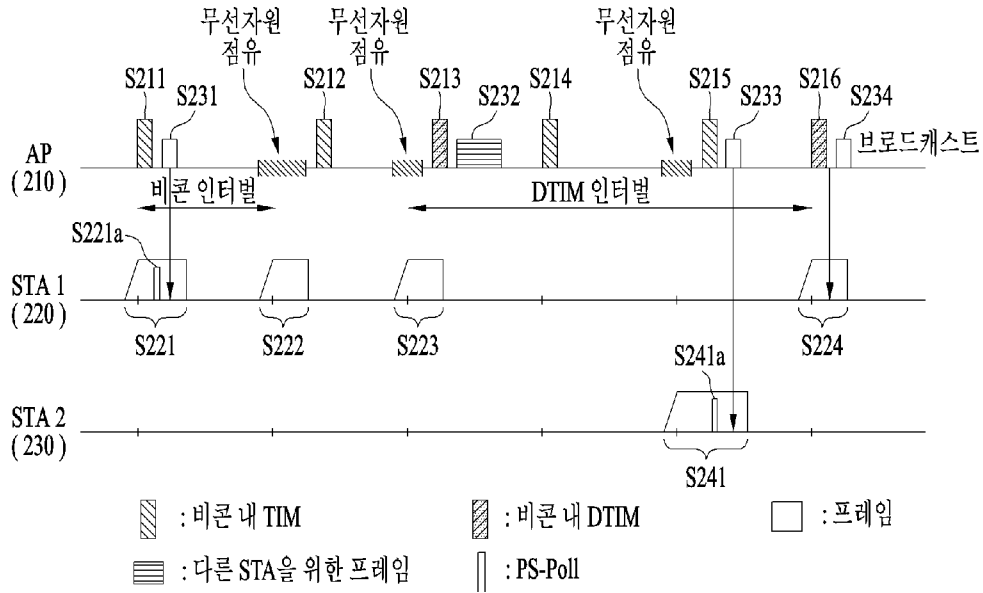 무선자원
점유
무선자원
점유
무선자원
점유
S211
S231
S212
S213
S232
S214
S215
S233
S216
S234
AP
( 210 )
브로드캐스트
비콘 인터벌
DTIM 인터벌
S221a
STA 1
( 220 )
S221
S222
S223
S224
S241a
STA 2
( 230 )
S241
: 비콘 내 TIM
: 비콘 내 DTIM
: 프레임
: 다른 STA을 위한 프레임
: PS-Poll